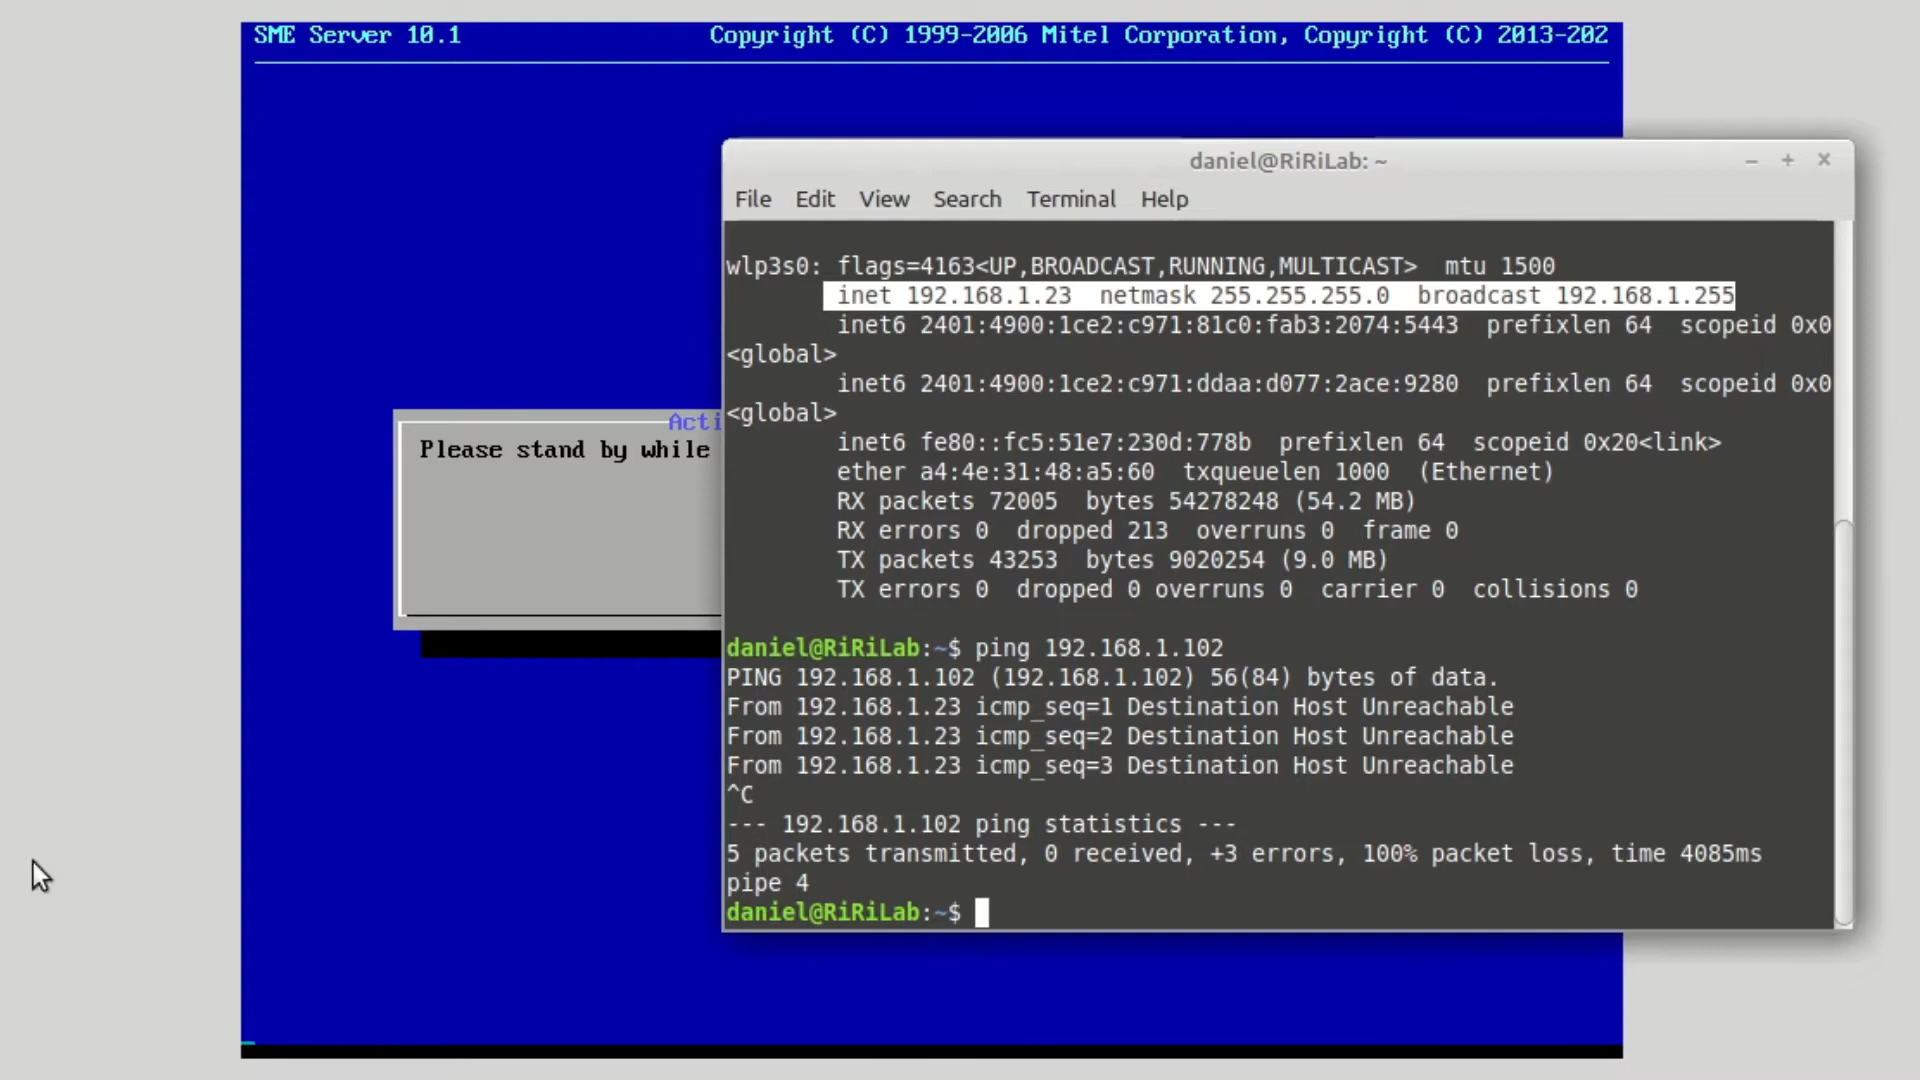 SME Server 10.1 Copyright (C) 1999-2006 Mitel Corporation, Copyright (C) 2013-202
Acti
Please stand by while
daniel@RiRiLab: ~
File Edit View Search Terminal Help
wlp3s0: flags=4163<UP,BROADCAST,RUNNING,MULTICAST>  mtu 1500
inet 192.168.1.23  netmask 255.255.255.0  broadcast 192.168.1.255
inet6 2401:4900:1ce2:c971:81c0:fab3:2074:5443  prefixlen 64  scopeid 0x0
<global>
inet6 2401:4900:1ce2:c971:ddaa:d077:2ace:9280  prefixlen 64  scopeid 0x0
<global>
inet6 fe80::fc5:51e7:230d:778b  prefixlen 64  scopeid 0x20<link>
ether a4:4e:31:48:a5:60  txqueuelen 1000  (Ethernet)
RX packets 72005  bytes 54278248 (54.2 MB)
RX errors 0  dropped 213  overruns 0  frame 0
TX packets 43253  bytes 9020254 (9.0 MB)
TX errors 0  dropped 0 overruns 0  carrier 0  collisions 0
daniel@RiRiLab:~$ ping 192.168.1.102
PING 192.168.1.102 (192.168.1.102) 56(84) bytes of data.
From 192.168.1.23 icmp_seq=1 Destination Host Unreachable
From 192.168.1.23 icmp_seq=2 Destination Host Unreachable
From 192.168.1.23 icmp_seq=3 Destination Host Unreachable
^C
--- 192.168.1.102 ping statistics ---
5 packets transmitted, 0 received, +3 errors, 100% packet loss, time 4085ms
pipe 4
daniel@RiRiLab:~$